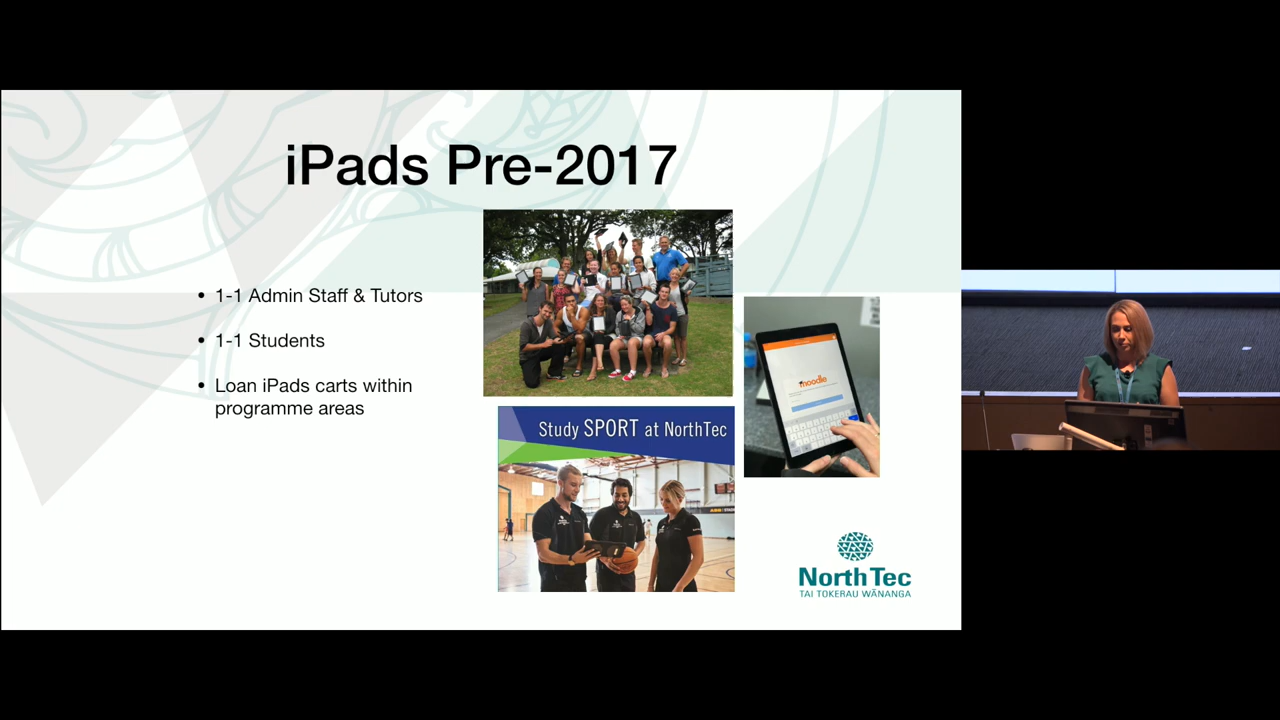 iPads Pre-2017
• 1-1 Admin Staff & Tutors
• 1-1 Students
• Loan iPads carts within
programme areas
moodle
Study SPORT at NorthTec
NorthTec
TAI TOKERAU WĀNANGA